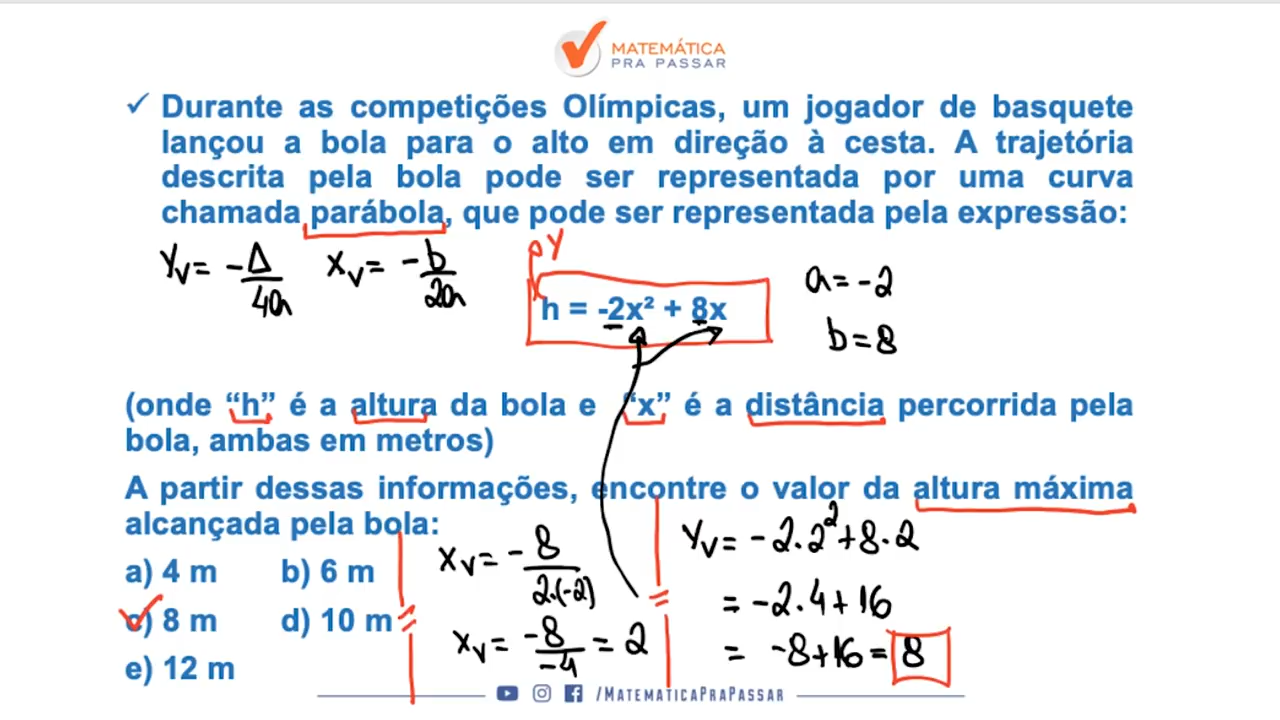 MATEMÁTICA
PRA PASSAR
✓ Durante as competições Olímpicas, um jogador de basquete
lançou a bola para o alto em direção à cesta. A trajetória
descrita pela bola pode ser representada por uma curva
chamada parábola, que pode ser representada pela expressão:
Yv = -Δ/4a Xv = -b/2a
Y
h = -2x² + 8x
a = -2
b = 8
(onde “h” é a altura da bola e “x” é a distância percorrida pela
bola, ambas em metros)
A partir dessas informações, encontre o valor da altura máxima
alcançada pela bola:
a) 4 m b) 6 m
c) 8 m d) 10 m
e) 12 m
Xv = -8/2.(-2)
Xv = -8/-4 = 2
Yv = -2.2² + 8.2
= -2.4 + 16
= -8 + 16 = 8
/MATEMATICAPRAPASSAR